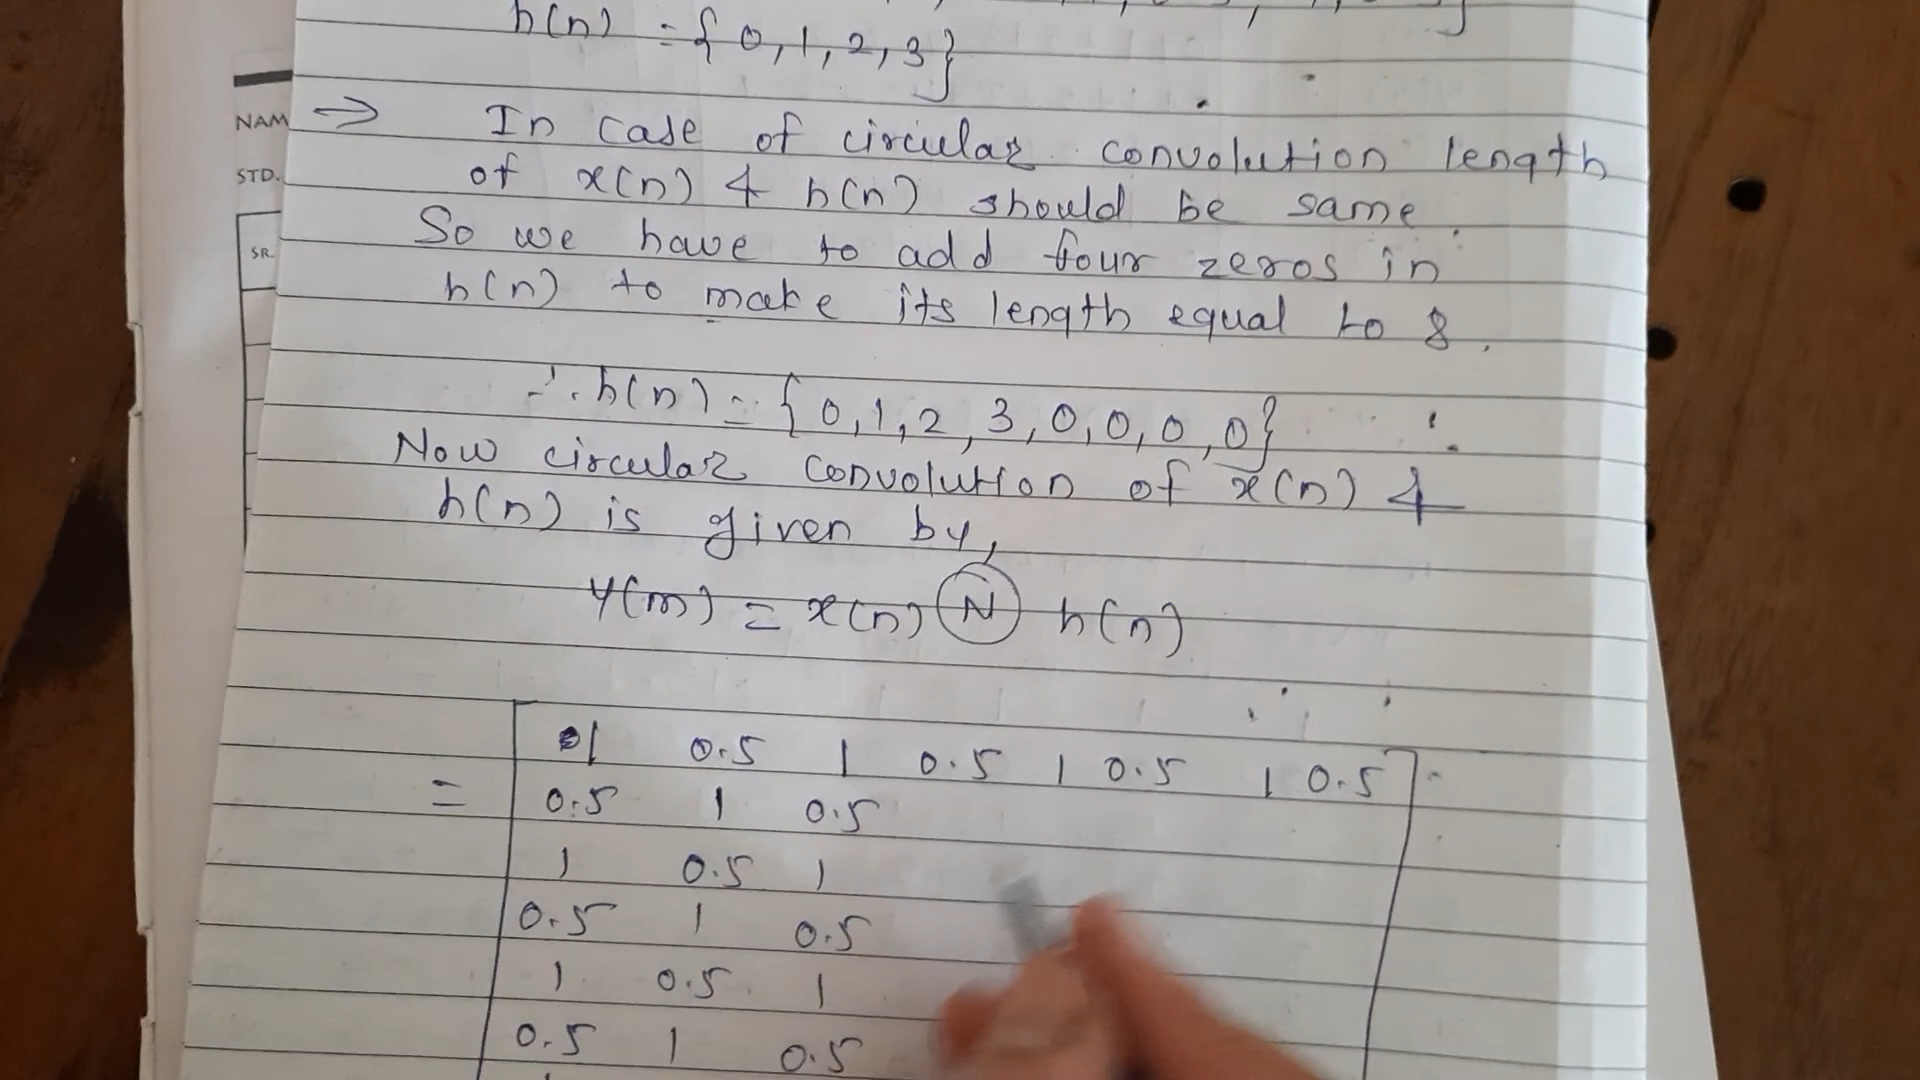 h(n) = {0,1,2,3}
NAM
→ In case of circular convolution length
STD.
of x(n) & h(n) should be same.
So we have to add four zeros in
SR.
h(n) to make its length equal to 8.
∴ h(n) = {0,1,2,3,0,0,0,0}
Now circular convolution of x(n) &
h(n) is given by,
y(m) = x(n) Ⓝ h(n)
1 0.5 1 0.5 1 0.5 1 0.5
= 0.5 1 0.5
1 0.5 1
0.5 1 0.5
1 0.5 1
0.5 1 0.5